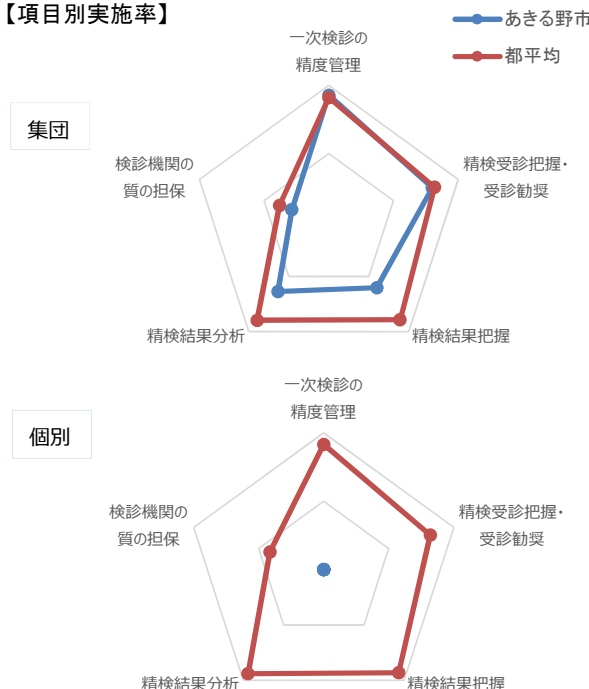 【項目別実施率】
あきる野市
都平均
集団
一次検診の
精度管理
精検受診把握・
受診勧奨
精検結果把握
精検結果分析
検診機関の
質の担保
個別
一次検診の
精度管理
精検受診把握・
受診勧奨
精検結果把握
精検結果分析
検診機関の
質の担保